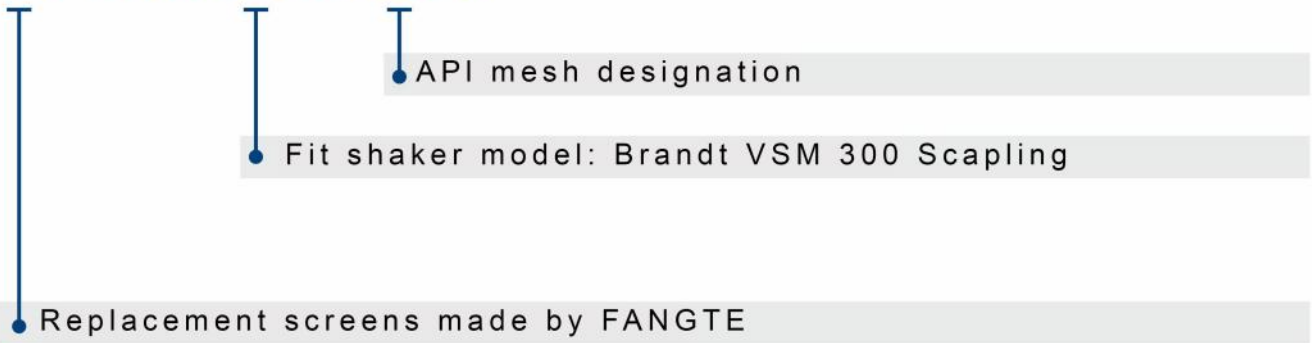 API mesh designation
Fit shaker model: Brandt VSM 300 Scapling
Replacement screens made by FANGTE